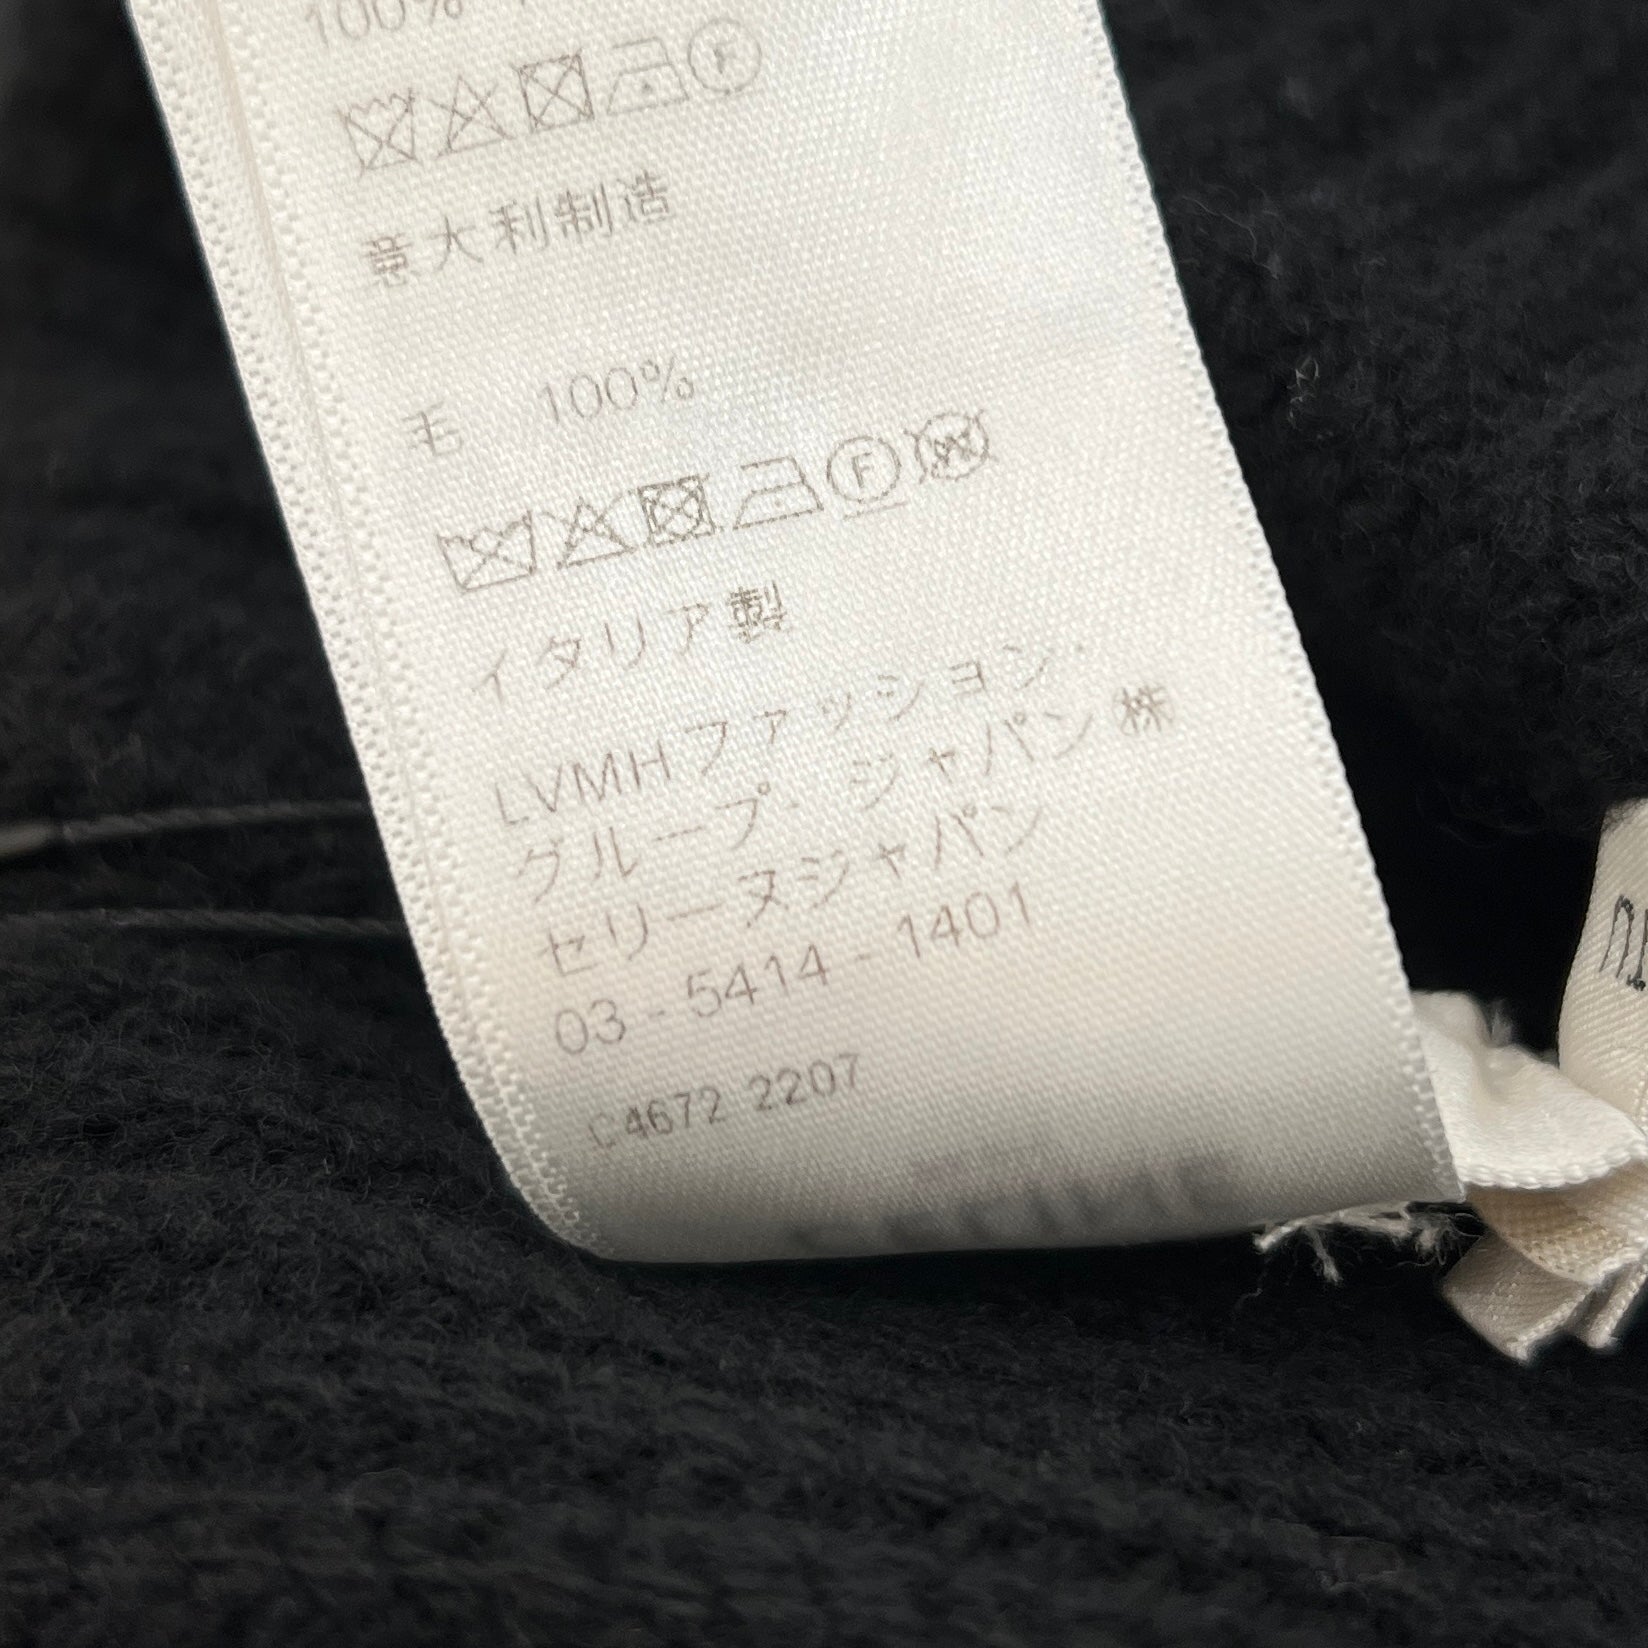 100%
意大利制造
毛 100%
イタリア製
LVMHファッション・
グループ・ジャパン㈱
セリーヌジャパン
03-5414-1401
C4672 2207